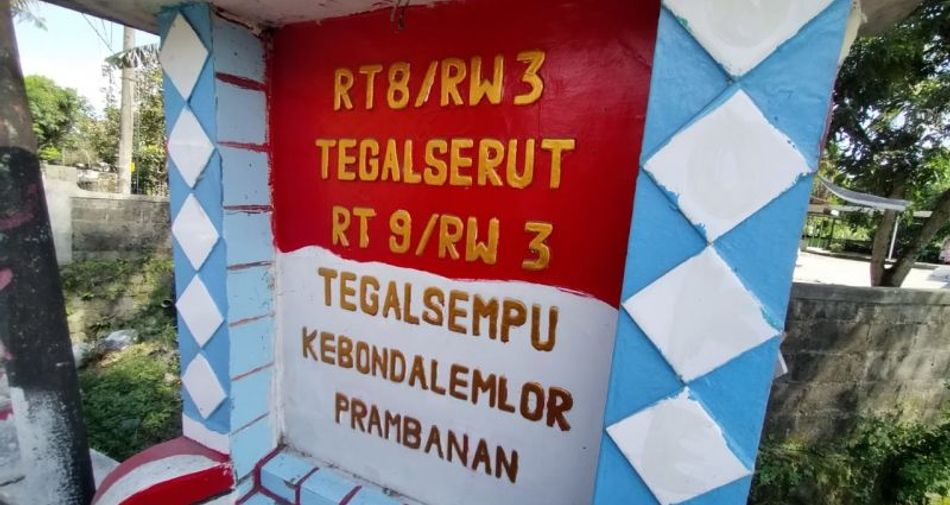 RT8/RW3
TEGALSERUT
RT 9/RW 3
TEGALSEMPU
KEBONDALEMLOR
PRAMBANAN